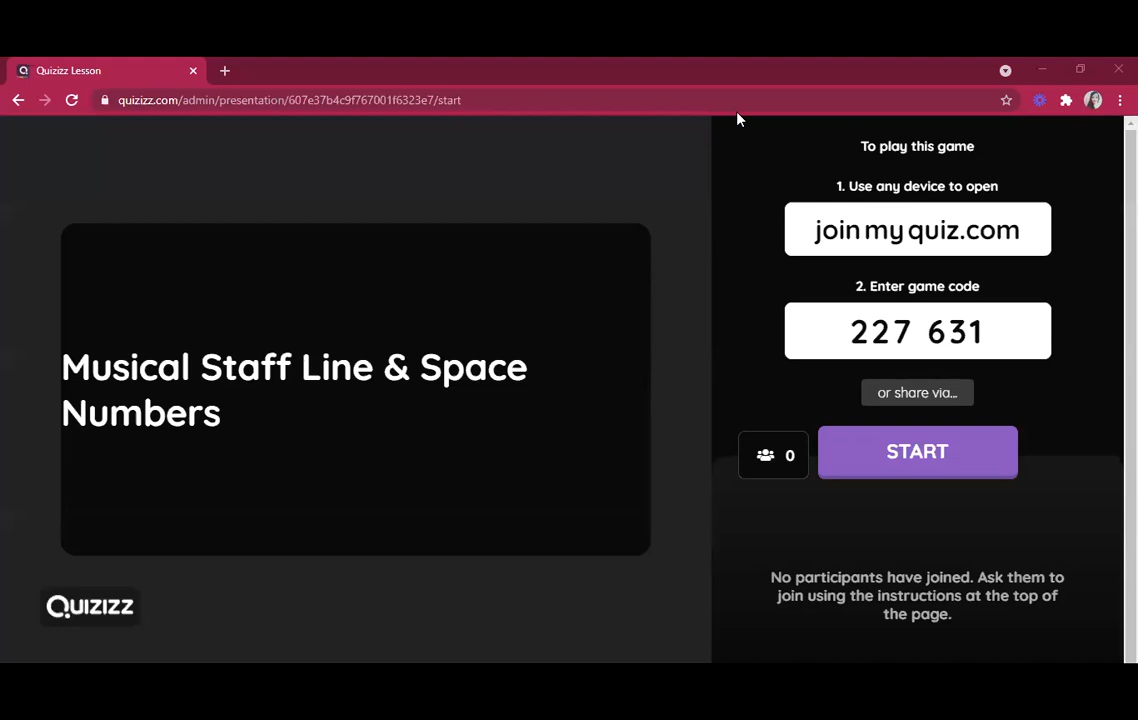 Quizizz Lesson
quizizz.com/admin/presentation/607e37b4c9f767001f6323e7/start
Musical Staff Line & Space
Numbers
QUIZIZZ
To play this game
1. Use any device to open
joinmyquiz.com
2. Enter game code
227 631
or share via...
0
START
No participants have joined. Ask them to
join using the instructions at the top of
the page.